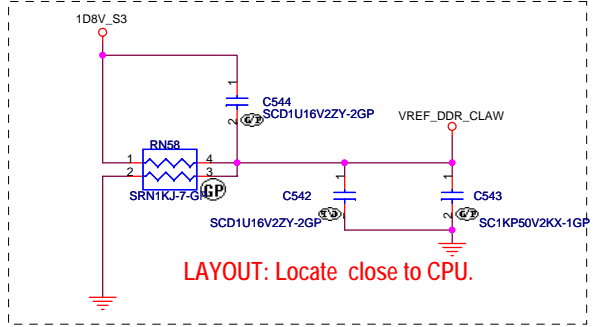 1D8V_S3
1
C544
SCD1U16V2ZY-2GP
2
G/P
VREF_DDR_CLAW
RN58
1 4
2 3
SRN1KJ-7-GP
GP
1
C542
2
SCD1U16V2ZY-2GP
1
C543
2
G/P
SC1KP50V2KX-1GP
LAYOUT: Locate close to CPU.